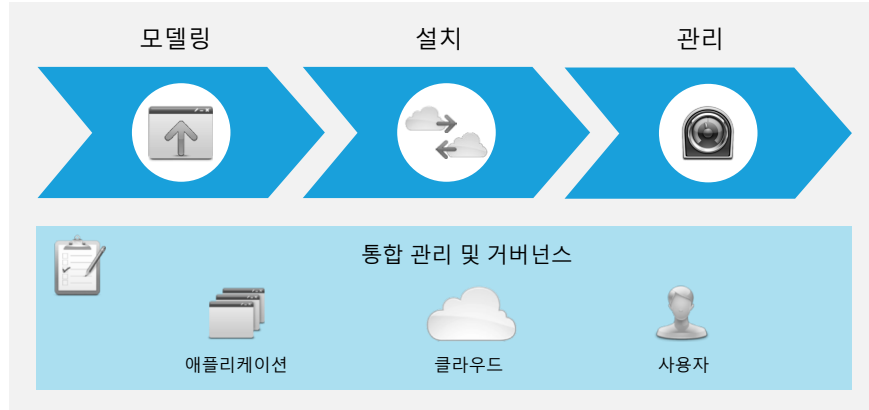 모델링
설치
관리
통합 관리 및 거버넌스
애플리케이션
클라우드
사용자